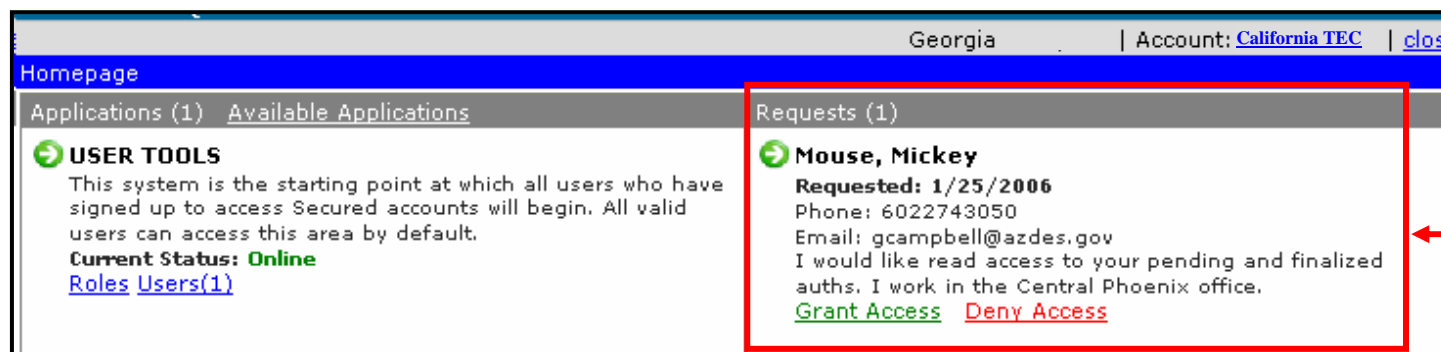 Georgia | Account: California TEC |
Homepage
Applications (1) Available Applications
Requests (1)
USER TOOLS
This system is the starting point at which all users who have
signed up to access Secured accounts will begin. All valid
users can access this area by default.
Current Status: Online
Roles Users(1)
Mouse, Mickey
Requested: 1/25/2006
Phone: 6022743050
Email: gcampbell@azdes.gov
I would like read access to your pending and finalized
auths. I work in the Central Phoenix office.
Grant Access Deny Access